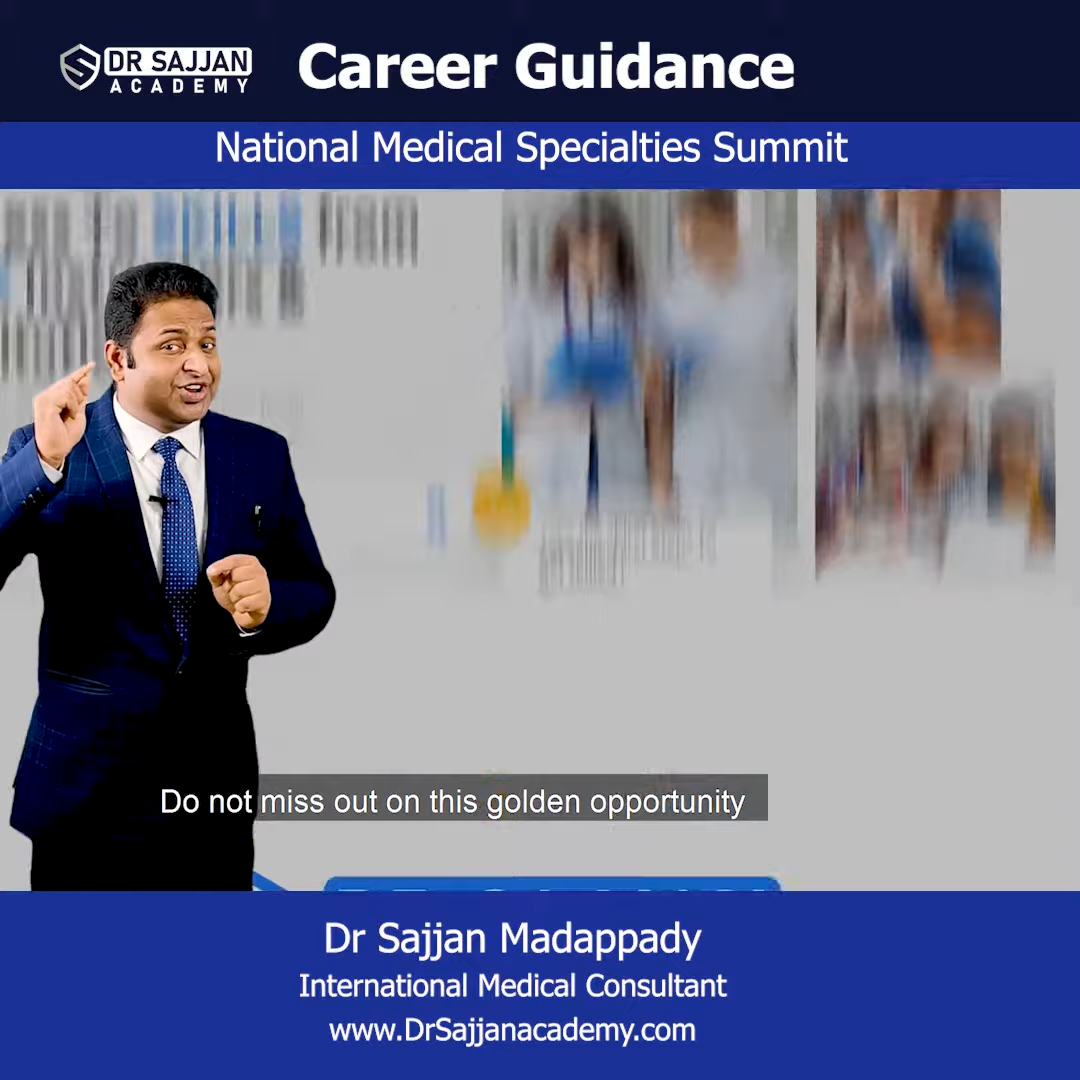 DR SAJJAN
ACADEMY
Career Guidance
National Medical Specialties Summit
Do not miss out on this golden opportunity
Dr Sajjan Madappady
International Medical Consultant
www.DrSajjanacademy.com